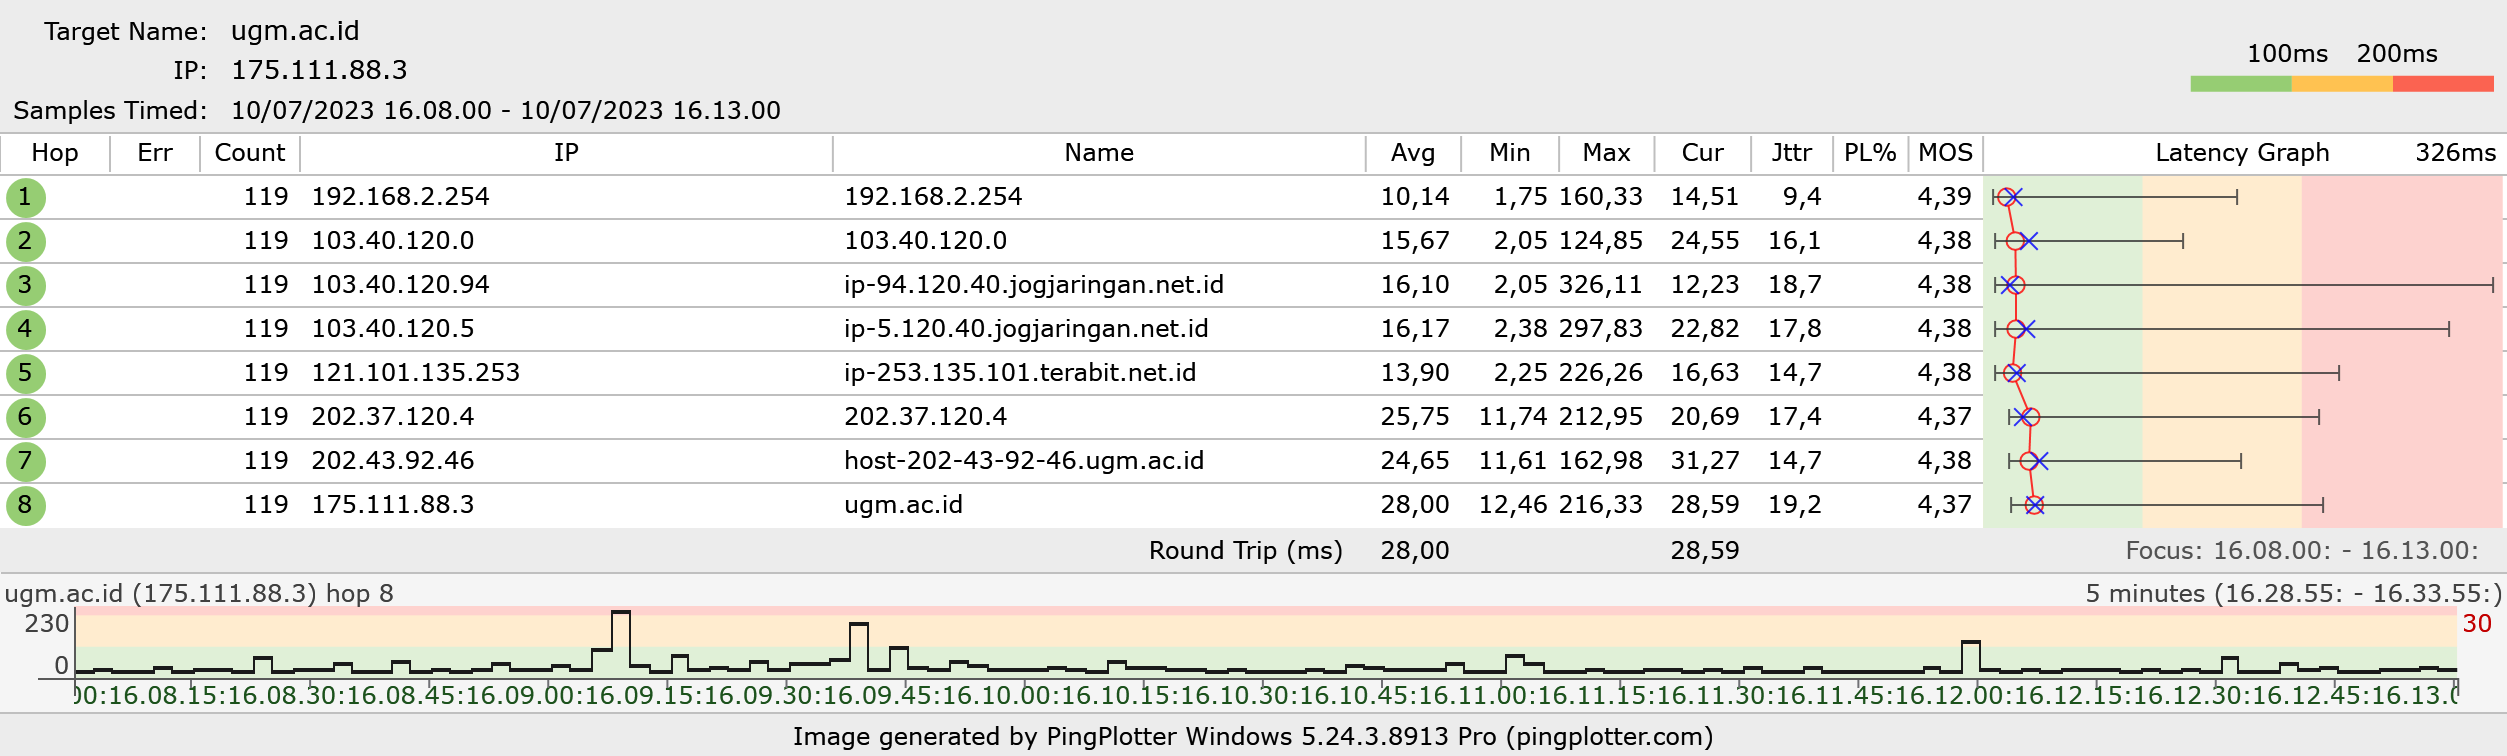 Target Name: ugm.ac.id
IP: 175.111.88.3
Samples Timed: 10/07/2023 16.08.00 - 10/07/2023 16.13.00
100ms 200ms
Hop Err Count IP Name Avg Min Max Cur Jttr PL% MOS Latency Graph 326ms
1 119 192.168.2.254 192.168.2.254 10,14 1,75 160,33 14,51 9,4 4,39
2 119 103.40.120.0 103.40.120.0 15,67 2,05 124,85 24,55 16,1 4,38
3 119 103.40.120.94 ip-94.120.40.jogjaringan.net.id 16,10 2,05 326,11 12,23 18,7 4,38
4 119 103.40.120.5 ip-5.120.40.jogjaringan.net.id 16,17 2,38 297,83 22,82 17,8 4,38
5 119 121.101.135.253 ip-253.135.101.terabit.net.id 13,90 2,25 226,26 16,63 14,7 4,38
6 119 202.37.120.4 202.37.120.4 25,75 11,74 212,95 20,69 17,4 4,37
7 119 202.43.92.46 host-202-43-92-46.ugm.ac.id 24,65 11,61 162,98 31,27 14,7 4,38
8 119 175.111.88.3 ugm.ac.id 28,00 12,46 216,33 28,59 19,2 4,37
Round Trip (ms) 28,00 28,59 Focus: 16.08.00: - 16.13.00:
ugm.ac.id (175.111.88.3) hop 8 5 minutes (16.28.55: - 16.33.55:)
230 30
0
00:16.08.15:16.08.30:16.08.45:16.09.00:16.09.15:16.09.30:16.09.45:16.10.00:16.10.15:16.10.30:16.10.45:16.11.00:16.11.15:16.11.30:16.11.45:16.12.00:16.12.15:16.12.30:16.12.45:16.13.0
Image generated by PingPlotter Windows 5.24.3.8913 Pro (pingplotter.com)